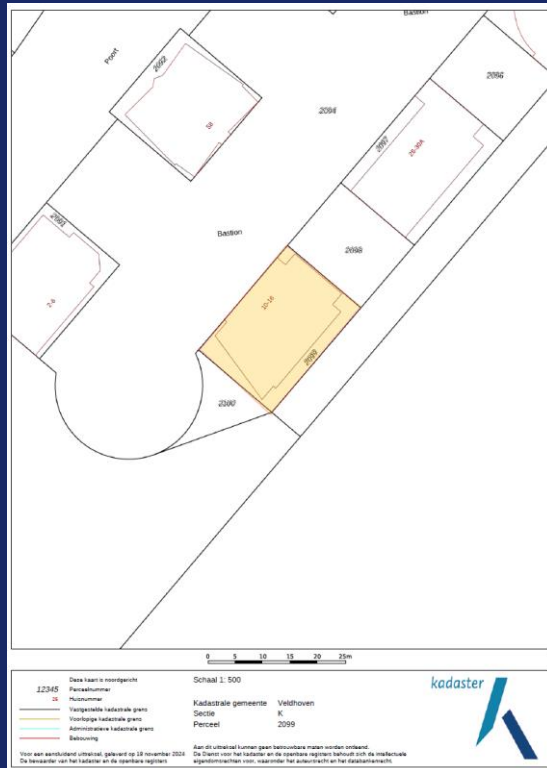 Bastion
Poort
2092
2096
58
2094
2097
26-30A
2091
Bastion
2098
2-6
10-16
2099
2100
0 5 10 15 20 25m
Deze kaart is noordgericht
12345 Perceelnummer
25 Huisnummer
Vastgestelde kadastrale grens
Voorlopige kadastrale grens
Administratieve kadastrale grens
Bebouwing
Voor een eensluidend uittreksel, geleverd op 18 november 2024
De bewaarder van het kadaster en de openbare registers
Schaal 1: 500
Kadastrale gemeente Veldhoven
Sectie K
Perceel 2099
Aan dit uittreksel kunnen geen betrouwbare maten worden ontleend.
De Dienst voor het kadaster en de openbare registers behoudt zich de intellectuele
eigendomsrechten voor, waaronder het auteursrecht en het databankenrecht.
kadaster